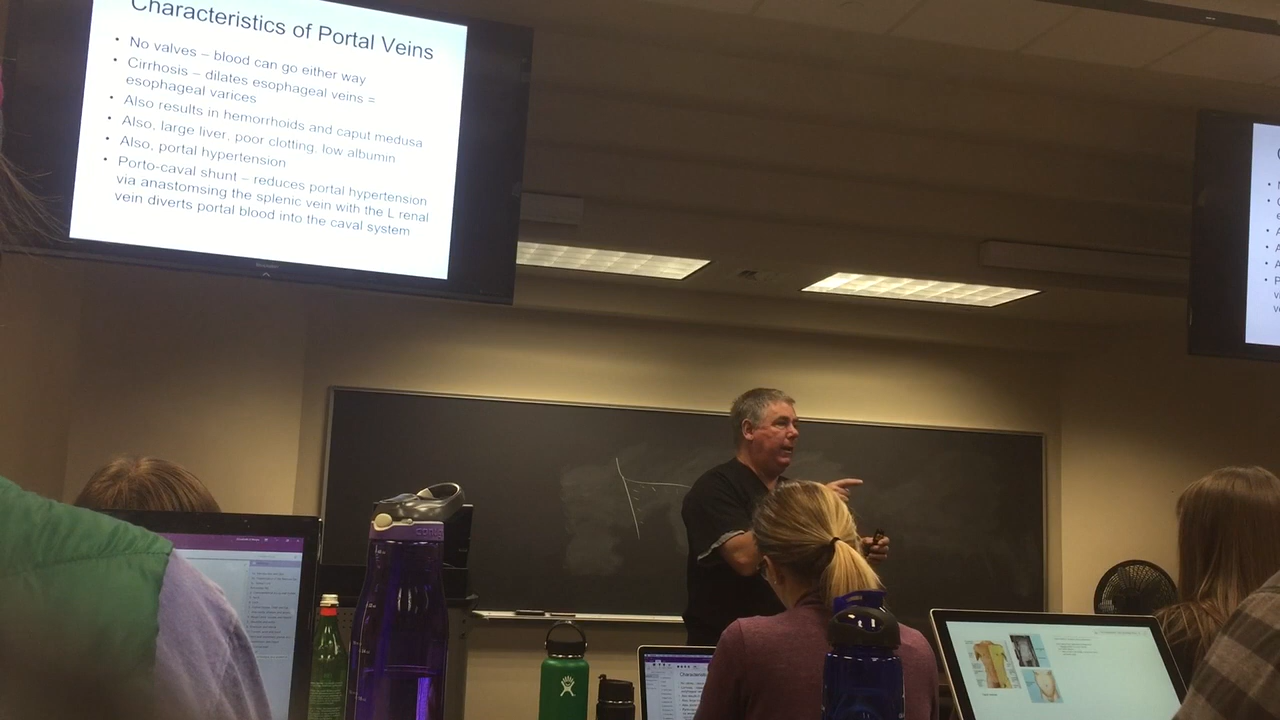 Characteristics of Portal Veins
• No valves – blood can go either way
• Cirrhosis – dilates esophageal veins =
esophageal varices
• Also results in hemorrhoids and caput medusa
• Also, large liver, poor clotting, low albumin
• Also, portal hypertension
• Porto-caval shunt – reduces portal hypertension
via anastomsing the splenic vein with the L renal
vein diverts portal blood into the caval system